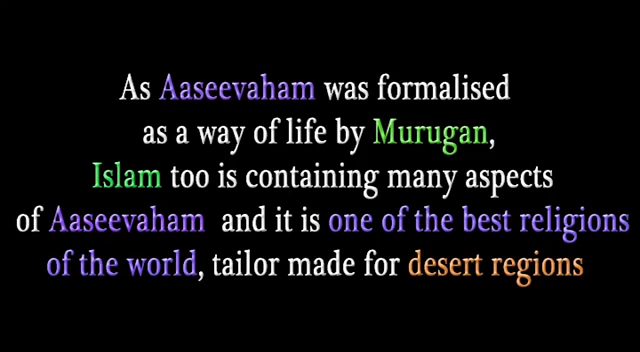 As Aaseevaham was formalised
as a way of life by Murugan,
Islam too is containing many aspects
of Aaseevaham and it is one of the best religions
of the world, tailor made for desert regions